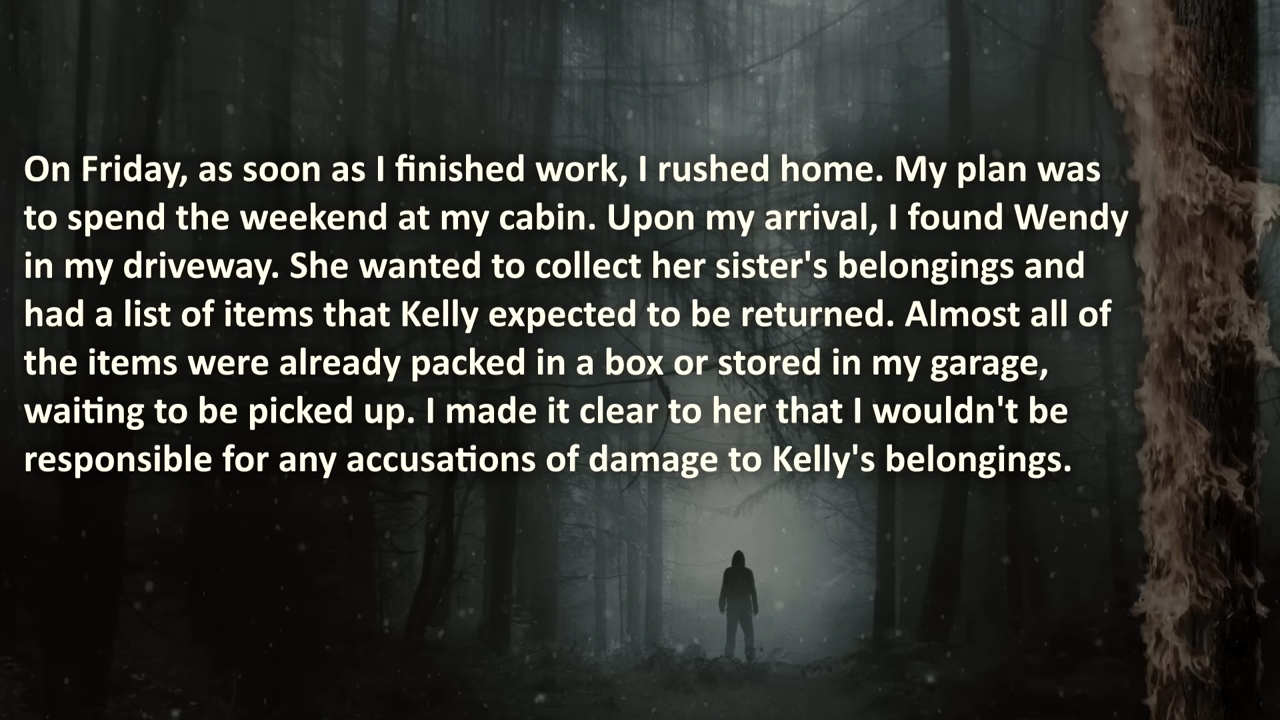 On Friday, as soon as I finished work, I rushed home. My plan was
to spend the weekend at my cabin. Upon my arrival, I found Wendy
in my driveway. She wanted to collect her sister's belongings and
had a list of items that Kelly expected to be returned. Almost all of
the items were already packed in a box or stored in my garage,
waiting to be picked up. I made it clear to her that I wouldn't be
responsible for any accusations of damage to Kelly's belongings.